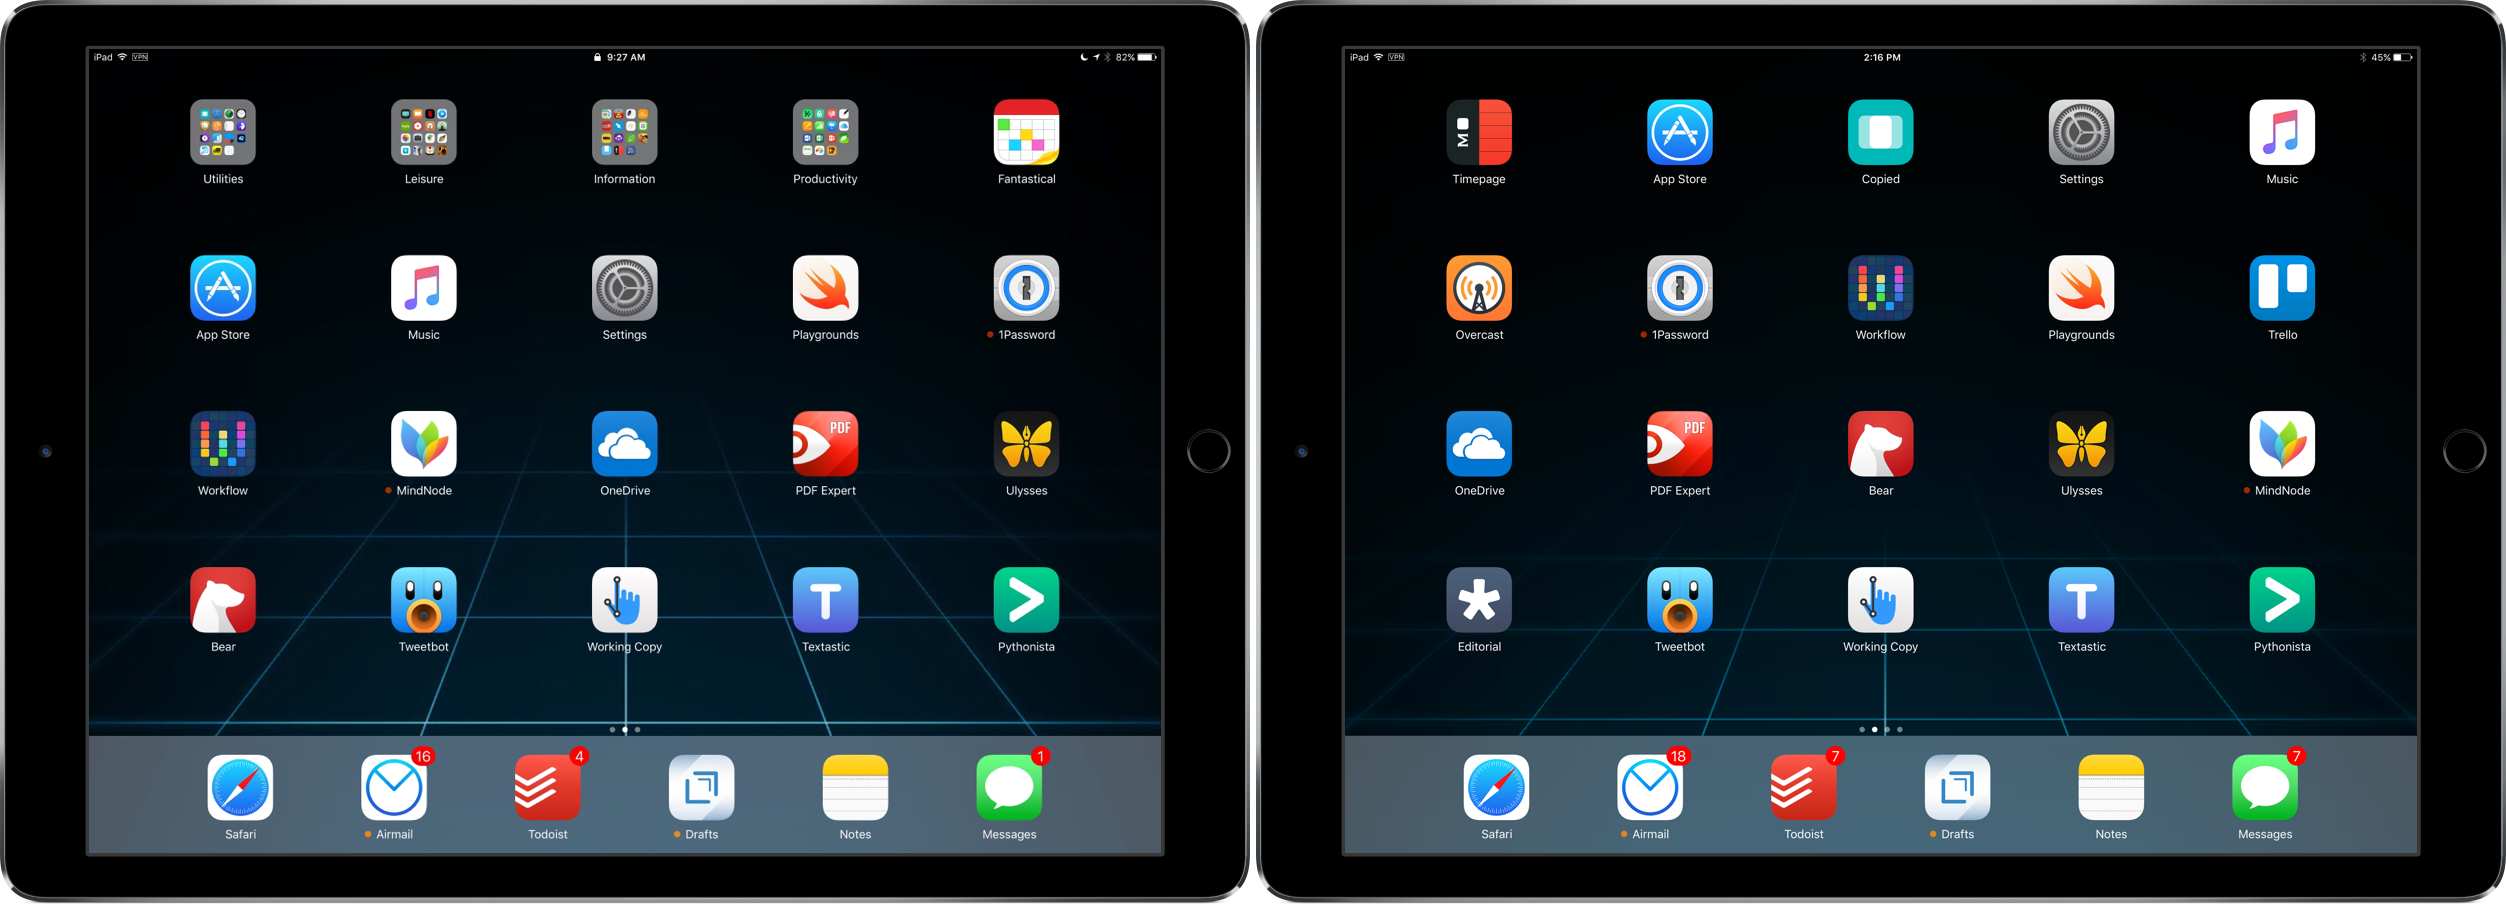 iPad VPN 9:27 AM 82%
Utilities Leisure Information Productivity Fantastical
App Store Music Settings Playgrounds 1Password
PDF
Workflow MindNode OneDrive PDF Expert Ulysses
T
Bear Tweetbot Working Copy Textastic Pythonista
16 4 1
Safari Airmail Todoist Drafts Notes Messages
iPad VPN 2:16 PM 45%
M
Timepage App Store Copied Settings Music
Overcast 1Password Workflow Playgrounds Trello
PDF
OneDrive PDF Expert Bear Ulysses MindNode
T
Editorial Tweetbot Working Copy Textastic Pythonista
18 7 7
Safari Airmail Todoist Drafts Notes Messages